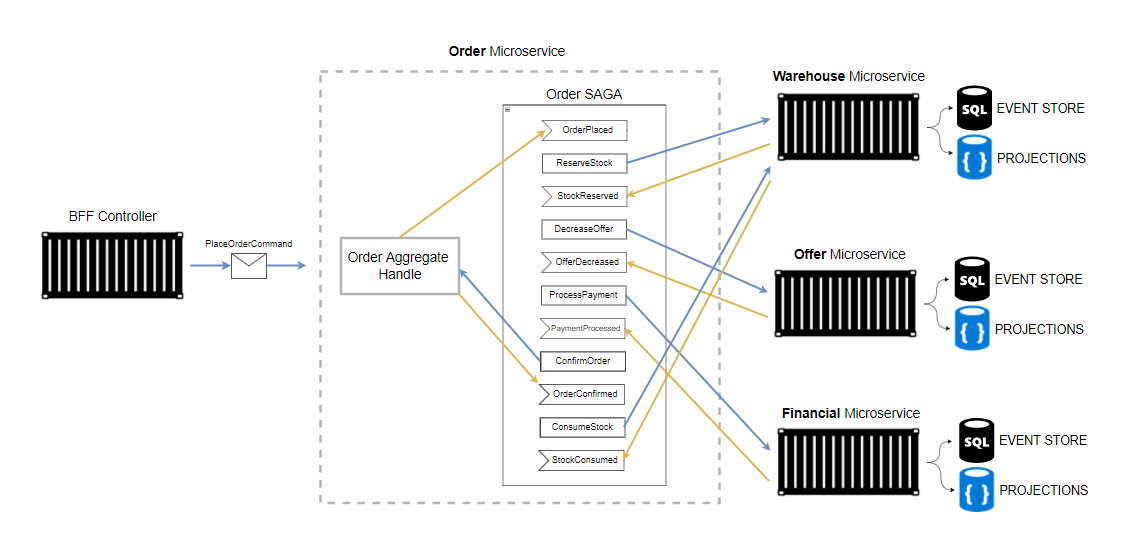 Order Microservice
Order SAGA
OrderPlaced
ReserveStock
StockReserved
DecreaseOffer
OfferDecreased
ProcessPayment
PaymentProcessed
ConfirmOrder
OrderConfirmed
ConsumeStock
StockConsumed
BFF Controller
PlaceOrderCommand
Order Aggregate
Handle
Warehouse Microservice
SQL
EVENT STORE
{ }
PROJECTIONS
Offer Microservice
SQL
EVENT STORE
{ }
PROJECTIONS
Financial Microservice
SQL
EVENT STORE
{ }
PROJECTIONS